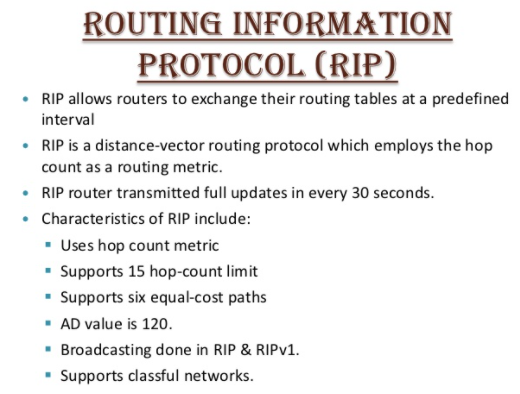 ROUTING INFORMATION
PROTOCOL (RIP)
• RIP allows routers to exchange their routing tables at a predefined
interval
• RIP is a distance-vector routing protocol which employs the hop
count as a routing metric.
• RIP router transmitted full updates in every 30 seconds.
• Characteristics of RIP include:
▪ Uses hop count metric
▪ Supports 15 hop-count limit
▪ Supports six equal-cost paths
▪ AD value is 120.
▪ Broadcasting done in RIP & RIPv1.
▪ Supports classful networks.